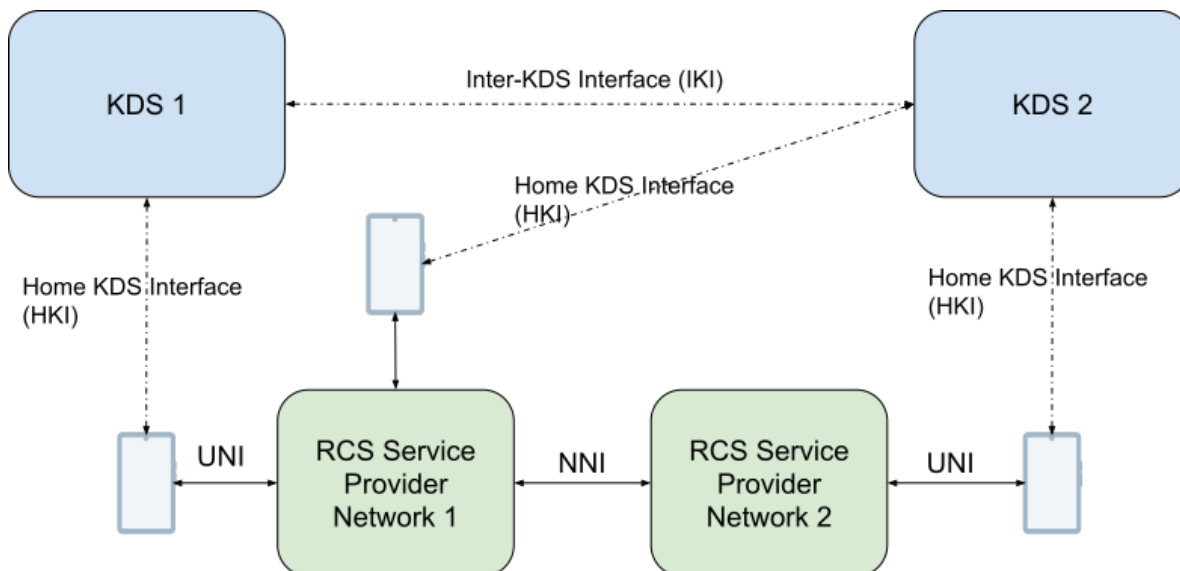 Inter-KDS Interface (IKI)
KDS 1
KDS 2
Home KDS Interface
(HKI)
Home KDS Interface
(HKI)
Home KDS Interface
(HKI)
UNI
RCS Service
Provider
Network 1
NNI
RCS Service
Provider
Network 2
UNI